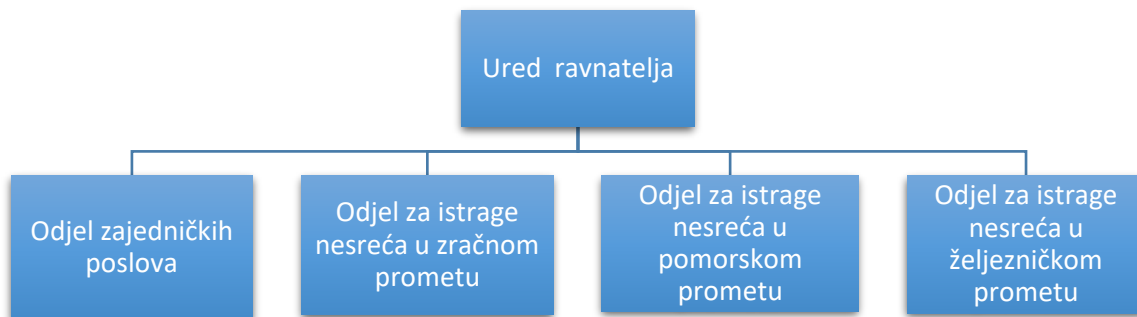 Ured ravnatelja
Odjel zajedničkih
poslova
Odjel za istrage
nesreća u zračnom
prometu
Odjel za istrage
nesreća u
pomorskom
prometu
Odjel za istrage
nesreća u
željezničkom
prometu